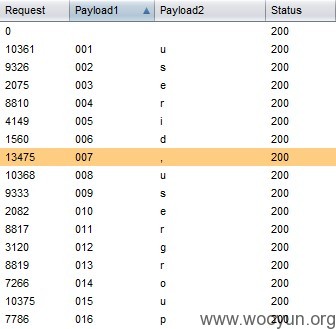 Request Payload1 Payload2 Status
0 200
10361 001 u 200
9326 002 s 200
2075 003 e 200
8810 004 r 200
4149 005 i 200
1560 006 d 200
13475 007 , 200
10368 008 u 200
9333 009 s 200
2082 010 e 200
8817 011 r 200
3120 012 g 200
8819 013 r 200
7266 014 o 200
10375 015 u 200
7786 016 p 200
www.wooyun.org